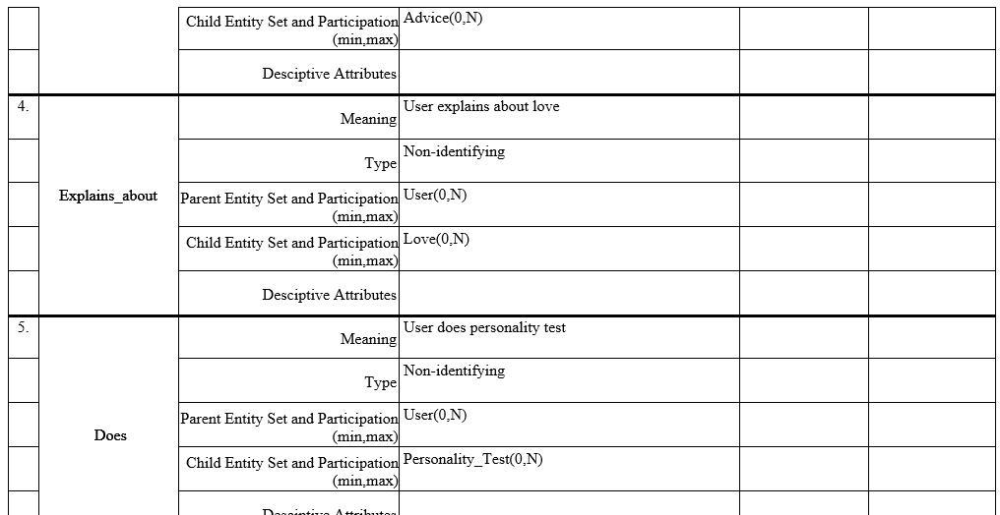 Child Entity Set and Participation Advice(0,N)
(min,max)
Desciptive Attributes
4. User explains about love
Meaning
Non-identifying
Type
Explains_about Parent Entity Set and Participation User(0,N)
(min,max)
Child Entity Set and Participation Love(0,N)
(min,max)
Desciptive Attributes
5. User does personality test
Meaning
Non-identifying
Type
Parent Entity Set and Participation User(0,N)
Does (min,max)
Child Entity Set and Participation Personality_Test(0,N)
(min,max)
Desciptive Attributes